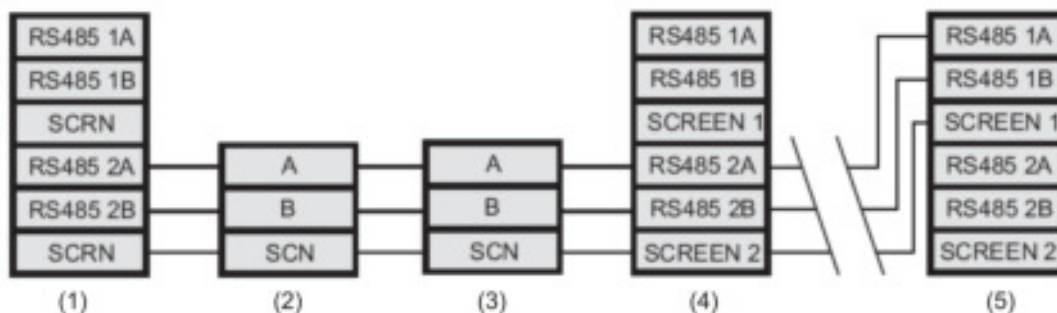 RS485 1A
RS485 1B
SCRN
RS485 2A
RS485 2B
SCRN
(1)
A
B
SCN
(2)
A
B
SCN
(3)
RS485 1A
RS485 1B
SCREEN 1
RS485 2A
RS485 2B
SCREEN 2
(4)
RS485 1A
RS485 1B
SCREEN 1
RS485 2A
RS485 2B
SCREEN 2
(5)